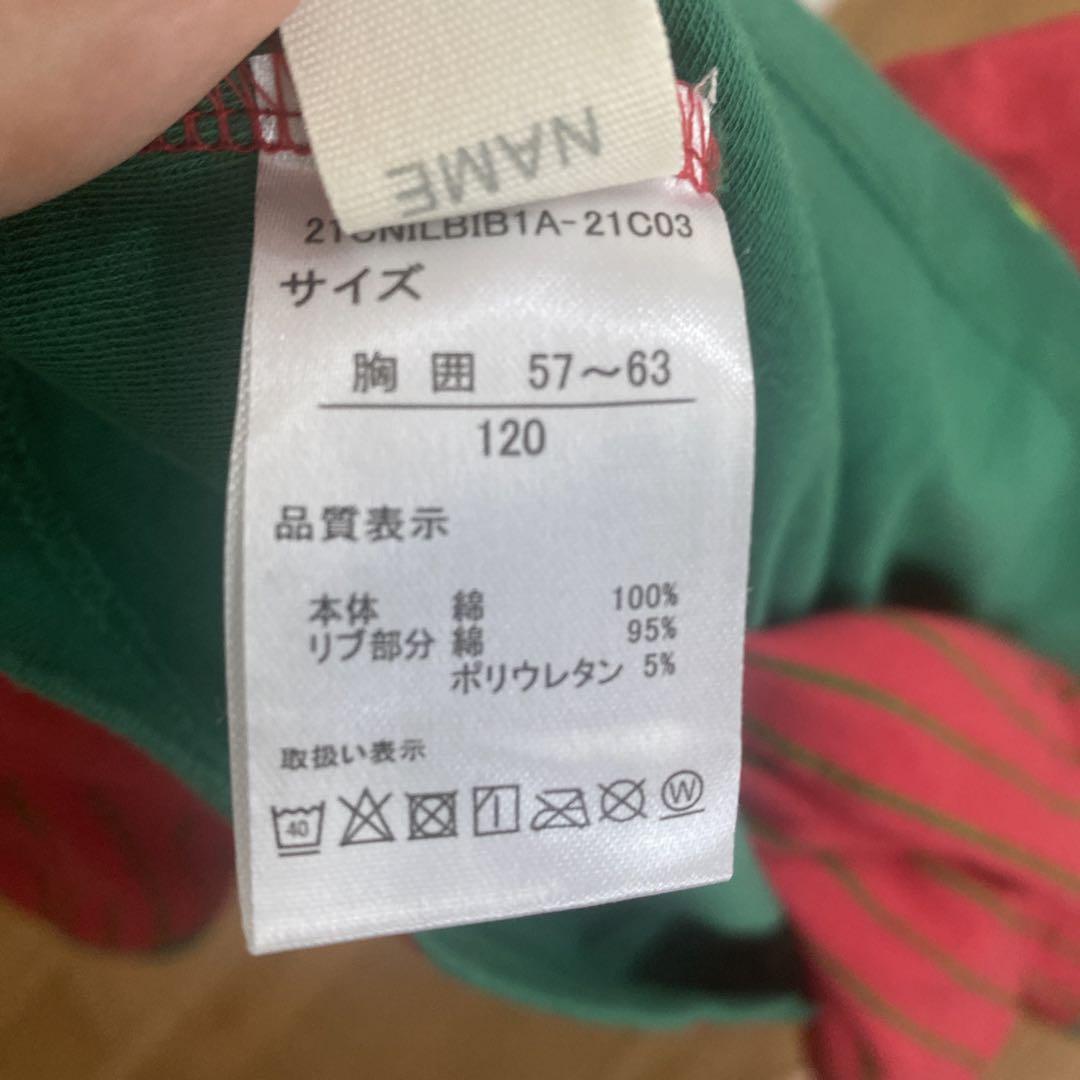 NAME
21CNILBIB1A-21C03
サイズ
胸囲 57～63
120
品質表示
本体 綿 100%
リブ部分 綿 95%
ポリウレタン 5%
取扱い表示
40 W